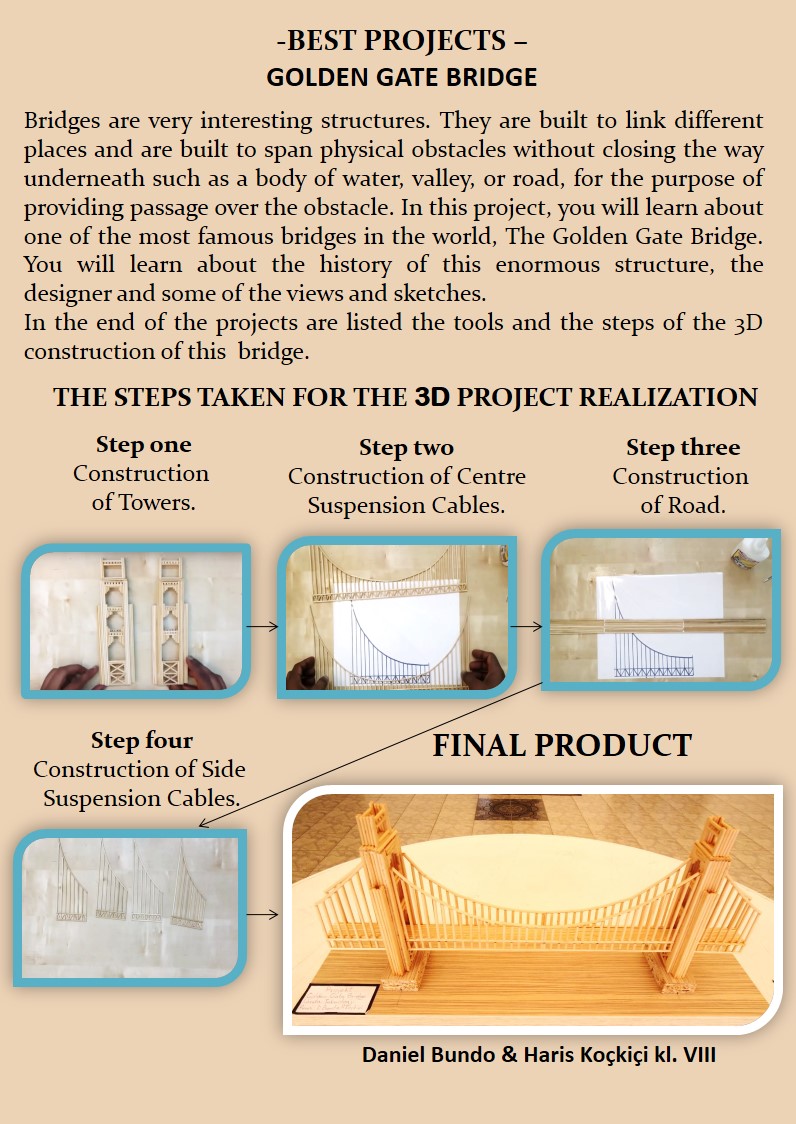 -BEST PROJECTS –
GOLDEN GATE BRIDGE
Bridges are very interesting structures. They are built to link different
places and are built to span physical obstacles without closing the way
underneath such as a body of water, valley, or road, for the purpose of
providing passage over the obstacle. In this project, you will learn about
one of the most famous bridges in the world, The Golden Gate Bridge.
You will learn about the history of this enormous structure, the
designer and some of the views and sketches.
In the end of the projects are listed the tools and the steps of the 3D
construction of this bridge.
THE STEPS TAKEN FOR THE 3D PROJECT REALIZATION
Step one
Construction
of Towers.
Step two
Construction of Centre
Suspension Cables.
Step three
Construction
of Road.
Step four
Construction of Side
Suspension Cables.
FINAL PRODUCT
Daniel Bundo & Haris Koçkiçi kl. VIII